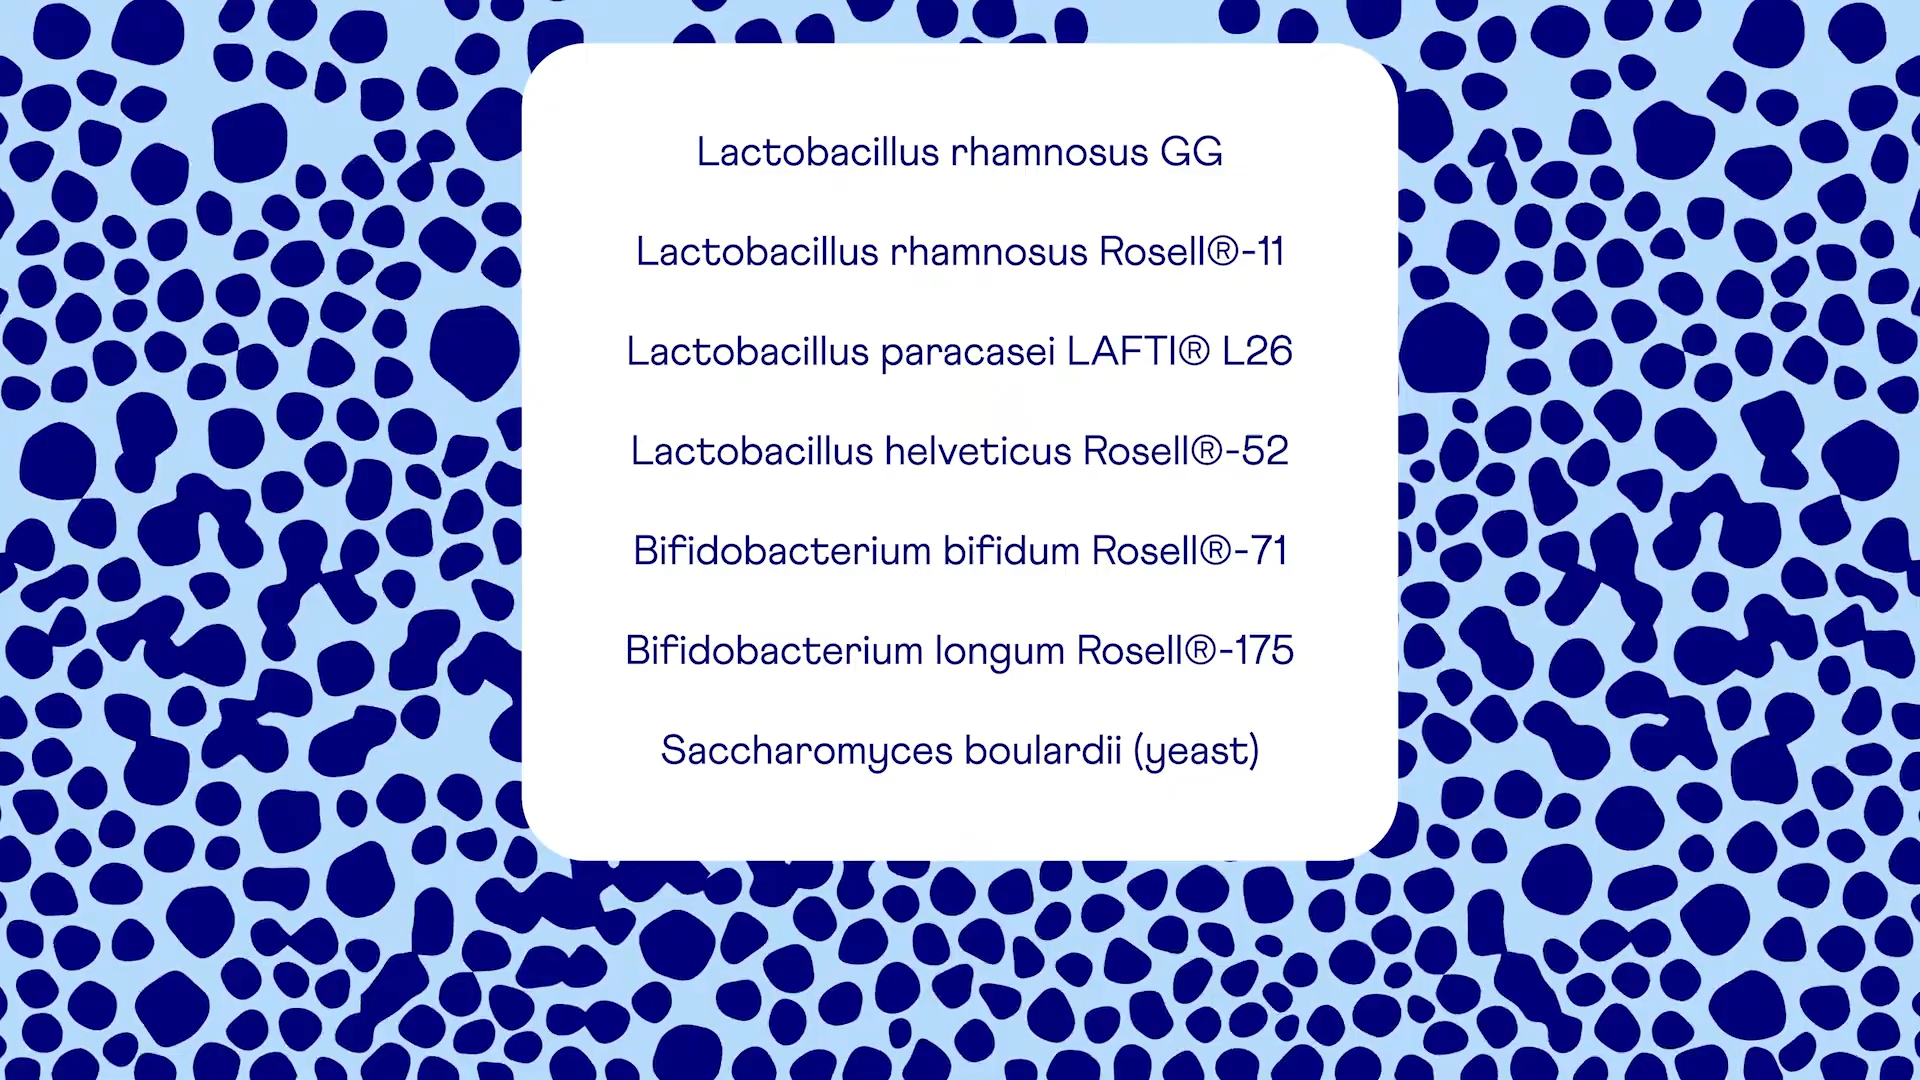 Lactobacillus rhamnosus GG
Lactobacillus rhamnosus Rosell®-11
Lactobacillus paracasei LAFTI® L26
Lactobacillus helveticus Rosell®-52
Bifidobacterium bifidum Rosell®-71
Bifidobacterium longum Rosell®-175
Saccharomyces boulardii (yeast)